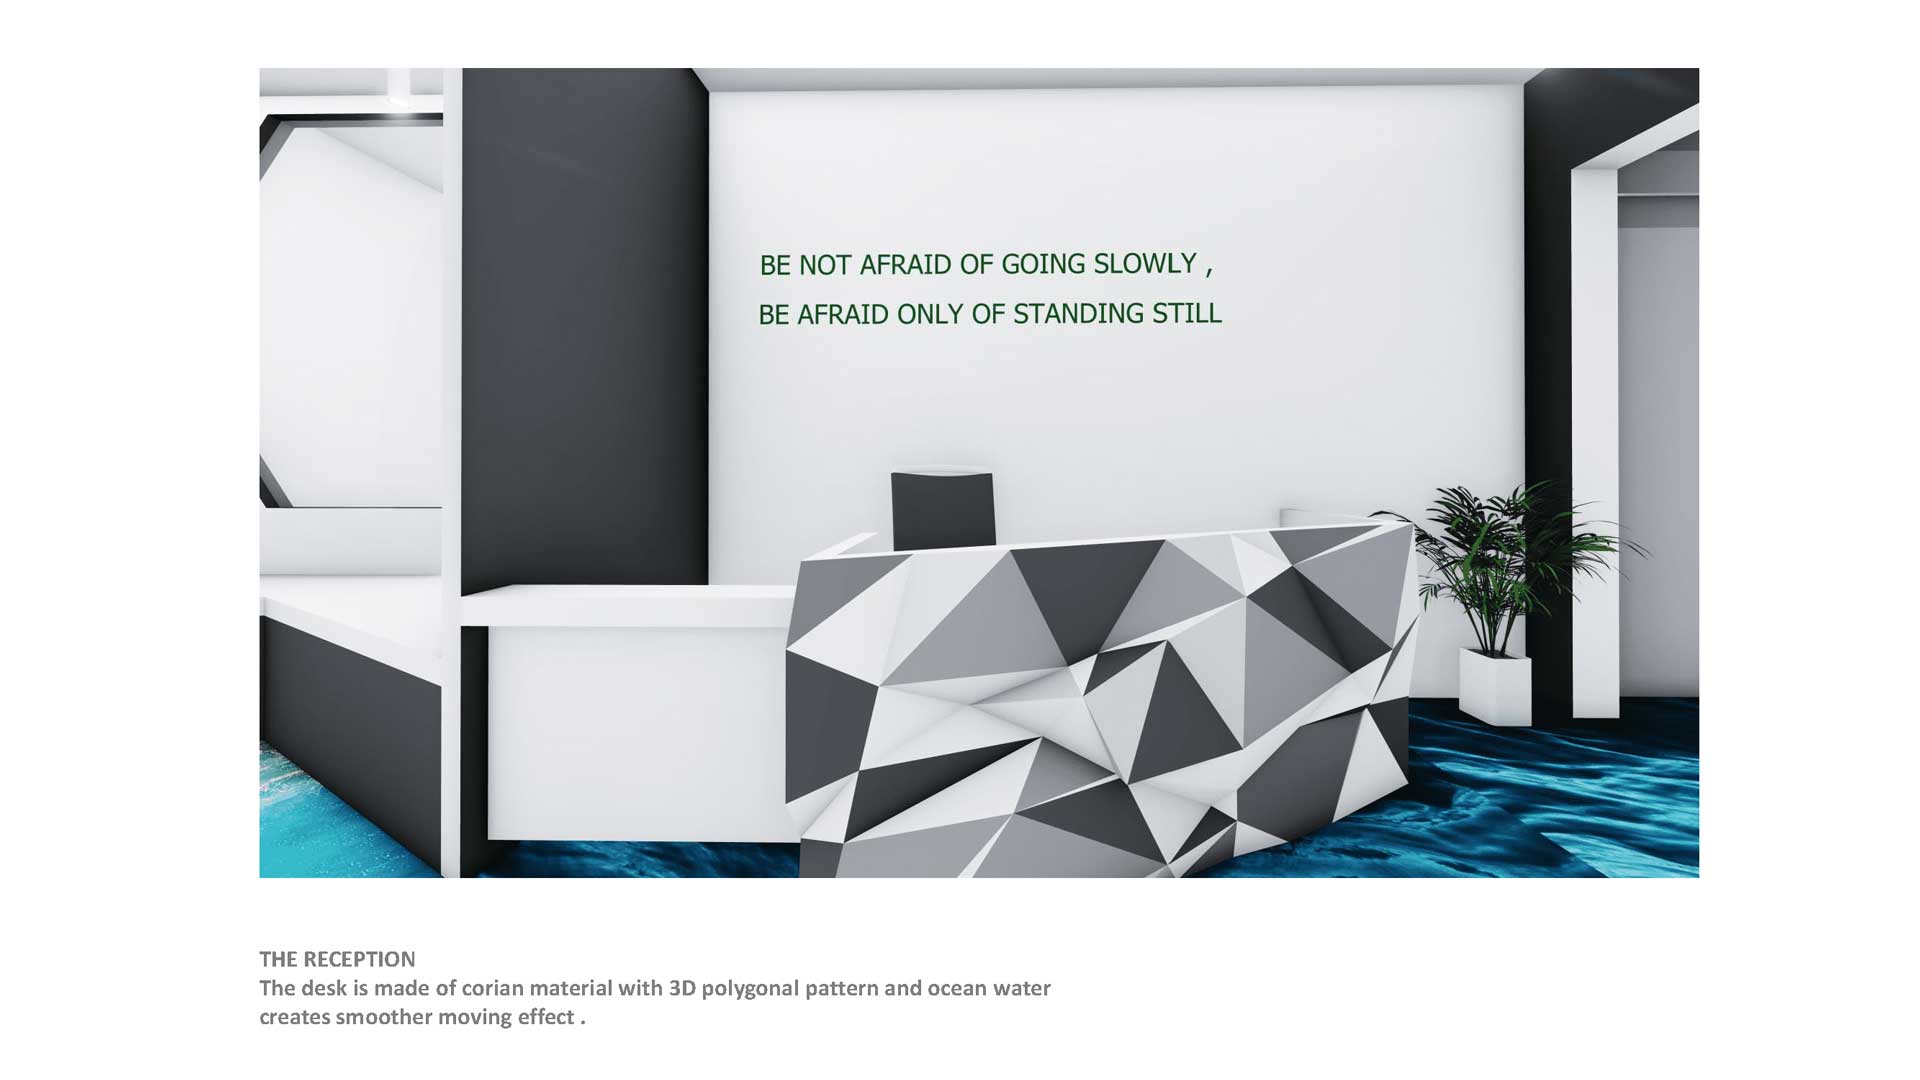 BE NOT AFRAID OF GOING SLOWLY ,
BE AFRAID ONLY OF STANDING STILL
THE RECEPTION
The desk is made of corian material with 3D polygonal pattern and ocean water
creates smoother moving effect .